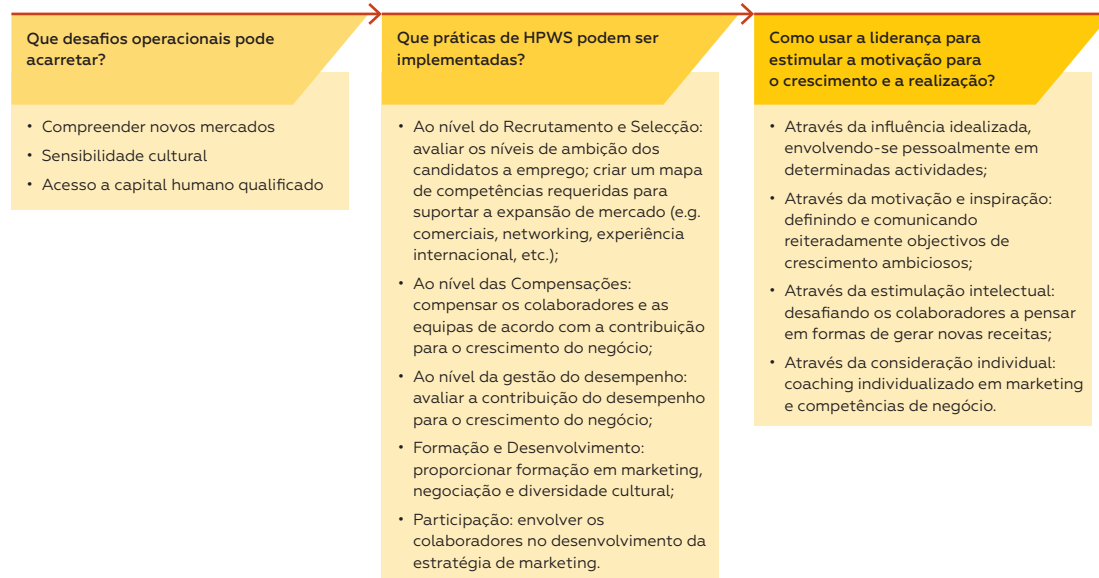 Que desafios operacionais pode
acarretar?
• Compreender novos mercados
• Sensibilidade cultural
• Acesso a capital humano qualificado
Que práticas de HPWS podem ser
implementadas?
• Ao nível do Recrutamento e Selecção:
avaliar os níveis de ambição dos
candidatos a emprego; criar um mapa
de competências requeridas para
suportar a expansão de mercado (e.g.
comerciais, networking, experiência
internacional, etc.);
• Ao nível das Compensações:
compensar os colaboradores e as
equipas de acordo com a contribuição
para o crescimento do negócio;
• Ao nível da gestão do desempenho:
avaliar a contribuição do desempenho
para o crescimento do negócio;
• Formação e Desenvolvimento:
proporcionar formação em marketing,
negociação e diversidade cultural;
• Participação: envolver os
colaboradores no desenvolvimento da
estratégia de marketing.
Como usar a liderança para
estimular a motivação para
o crescimento e a realização?
• Através da influência idealizada,
envolvendo-se pessoalmente em
determinadas actividades;
• Através da motivação e inspiração:
definindo e comunicando
reiteradamente objectivos de
crescimento ambiciosos;
• Através da estimulação intelectual:
desafiando os colaboradores a pensar
em formas de gerar novas receitas;
• Através da consideração individual:
coaching individualizado em marketing
e competências de negócio.